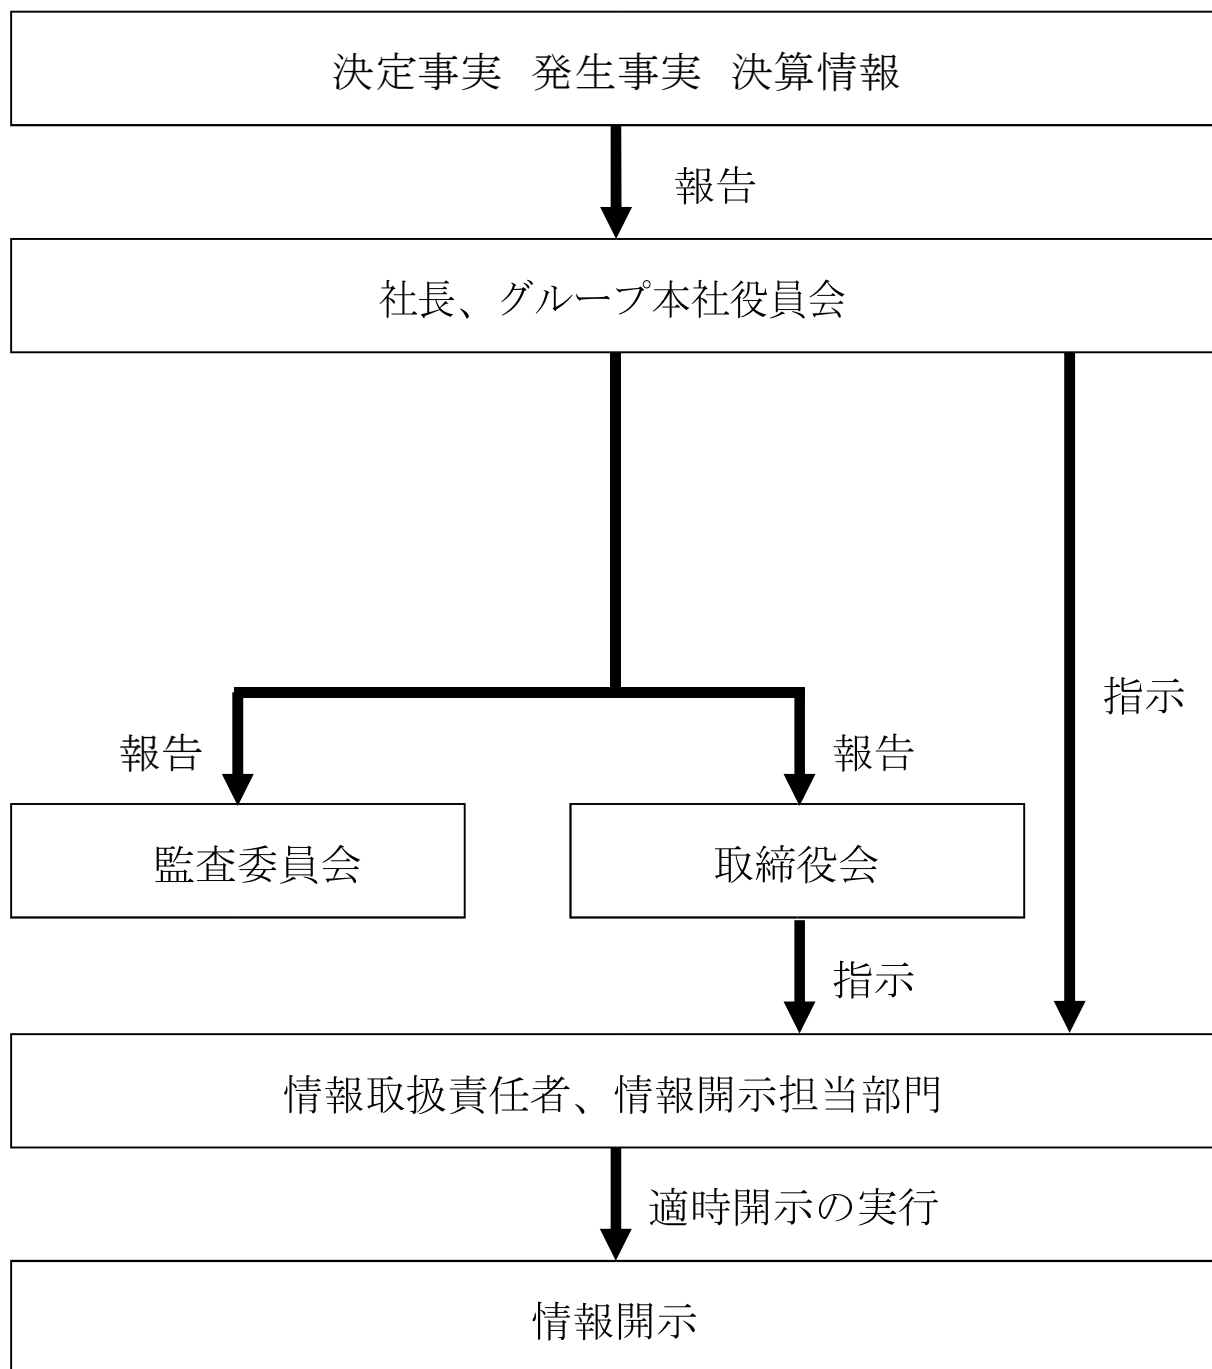 決定事実 発生事実 決算情報
報告
社長、グループ本社役員会
指示
報告
報告
監査委員会
取締役会
指示
情報取扱責任者、情報開示担当部門
適時開示の実行
情報開示